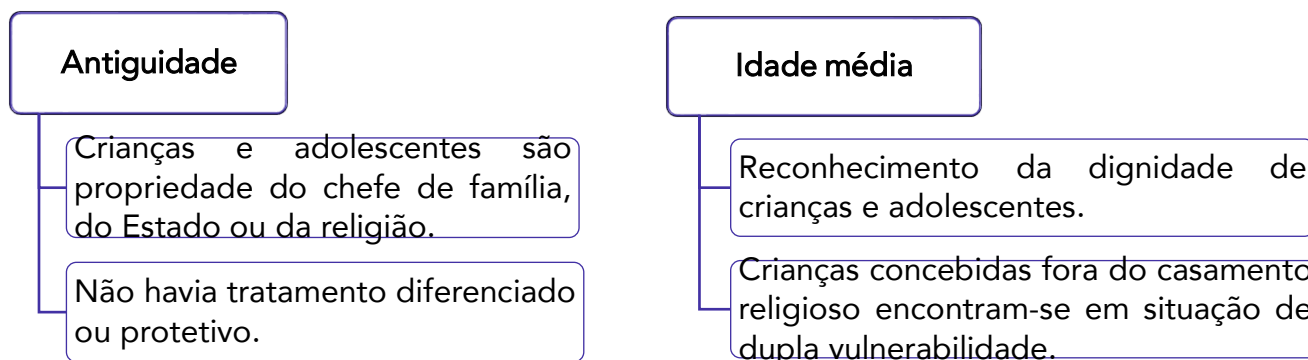 Antiguidade
Crianças e adolescentes são
propriedade do chefe de família,
do Estado ou da religião.
Não havia tratamento diferenciado
ou protetivo.
Idade média
Reconhecimento da dignidade de
crianças e adolescentes.
Crianças concebidas fora do casamento
religioso encontram-se em situação de
dupla vulnerabilidade.